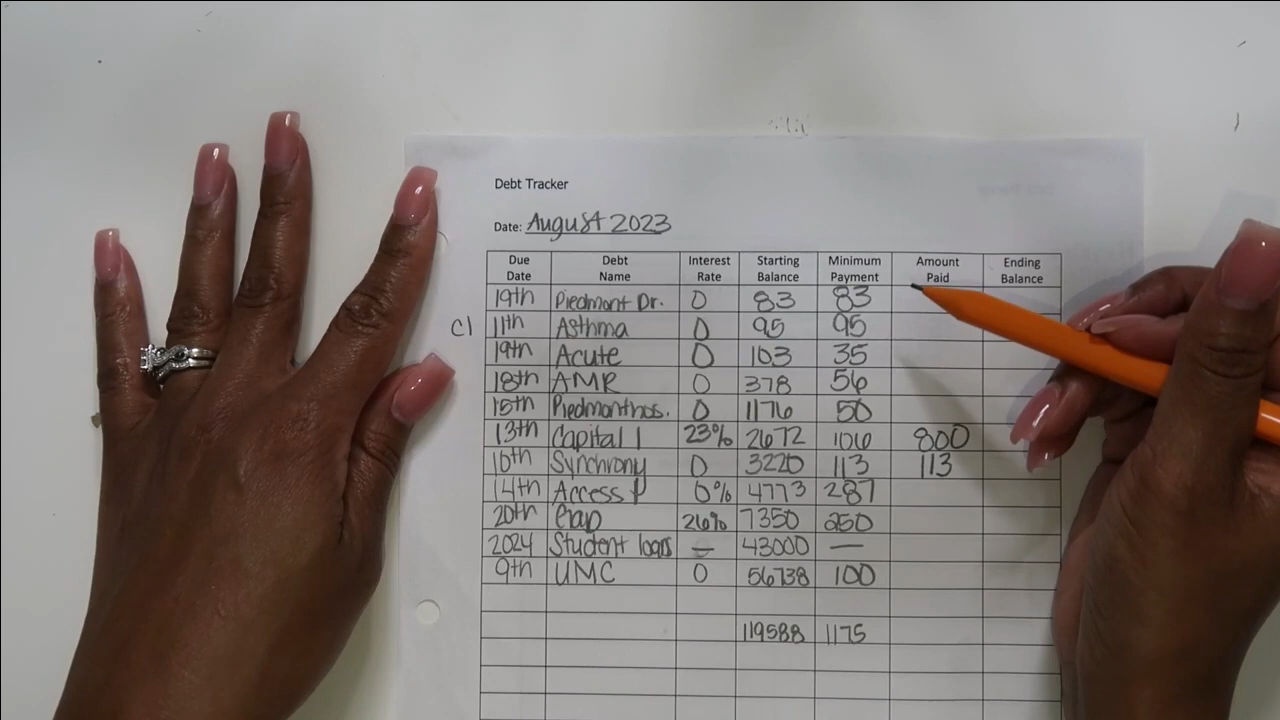 Debt Tracker
Date: August 2023
Due Date Debt Name Interest Rate Starting Balance Minimum Payment Amount Paid Ending Balance
19th Piedmont Dr. 0 83 83
C1 11th Asthma 0 95 95
19th Acute 0 103 35
18th AMR 0 378 56
15th Piedmont hos. 0 1176 50
13th Capital 1 23% 2672 106 800
16th Synchrony 0 3220 113 113
14th Access 0% 4773 287
20th Gap 26% 7350 250
2024 Student loans — 43000 —
9th UMC 0 56738 100
119588 1175